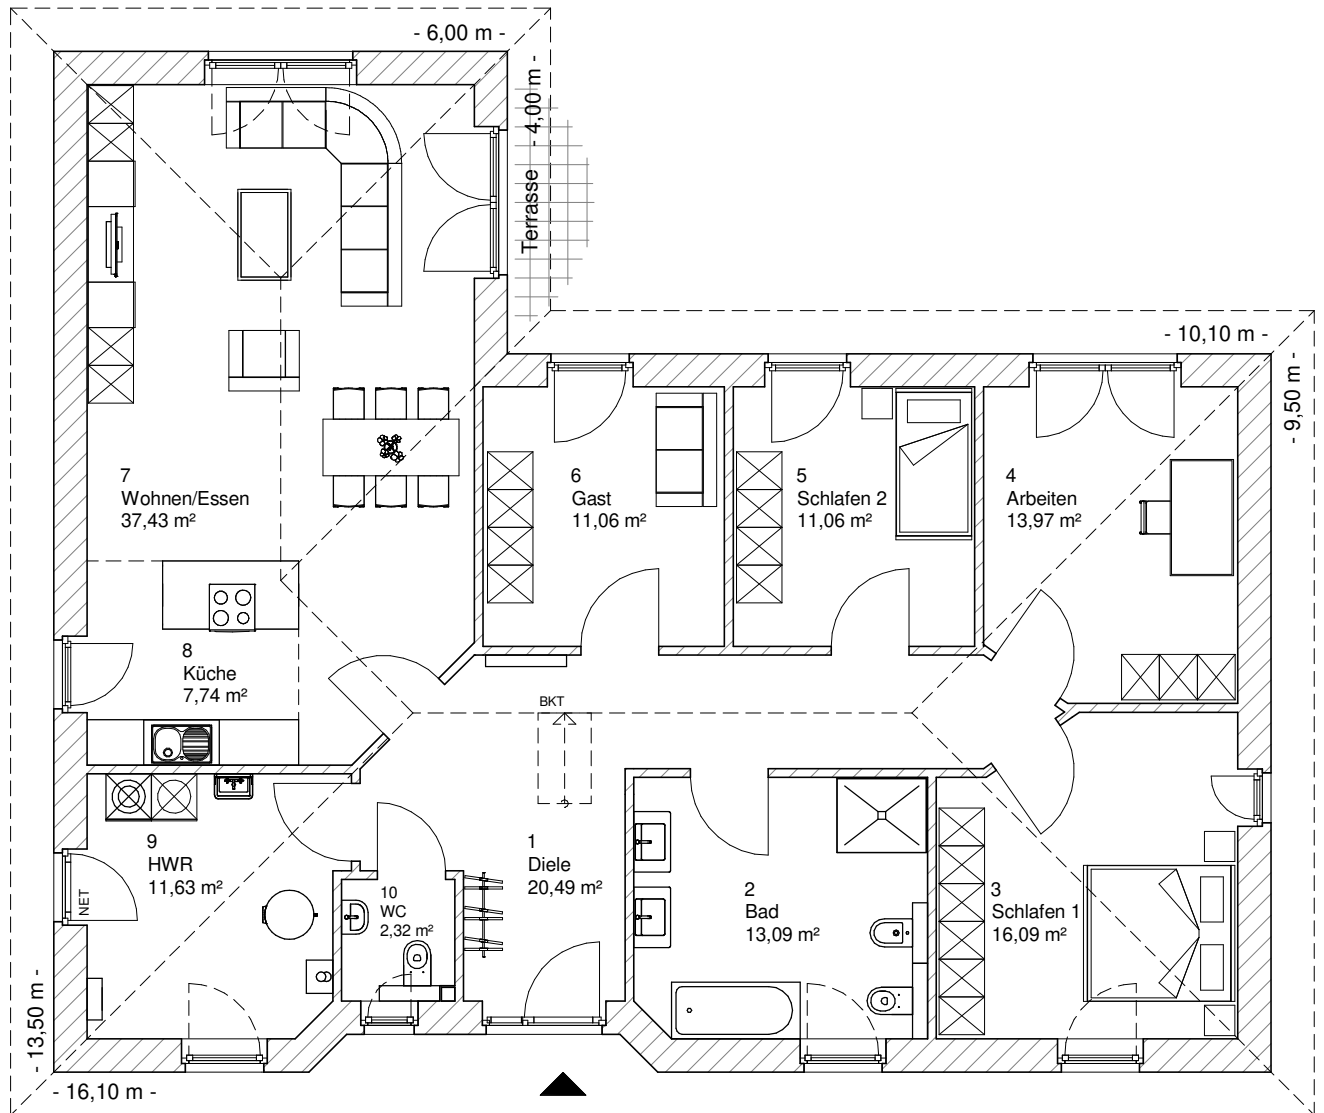 - 6,00 m -
- 4,00 m -
Terrasse
- 10,10 m -
- 9,50 m -
7
Wohnen/Essen
37,43 m²
6
Gast
11,06 m²
5
Schlafen 2
11,06 m²
4
Arbeiten
13,97 m²
8
Küche
7,74 m²
BKT
9
HWR
11,63 m²
NET
10
WC
2,32 m²
1
Diele
20,49 m²
2
Bad
13,09 m²
3
Schlafen 1
16,09 m²
- 13,50 m -
- 16,10 m -